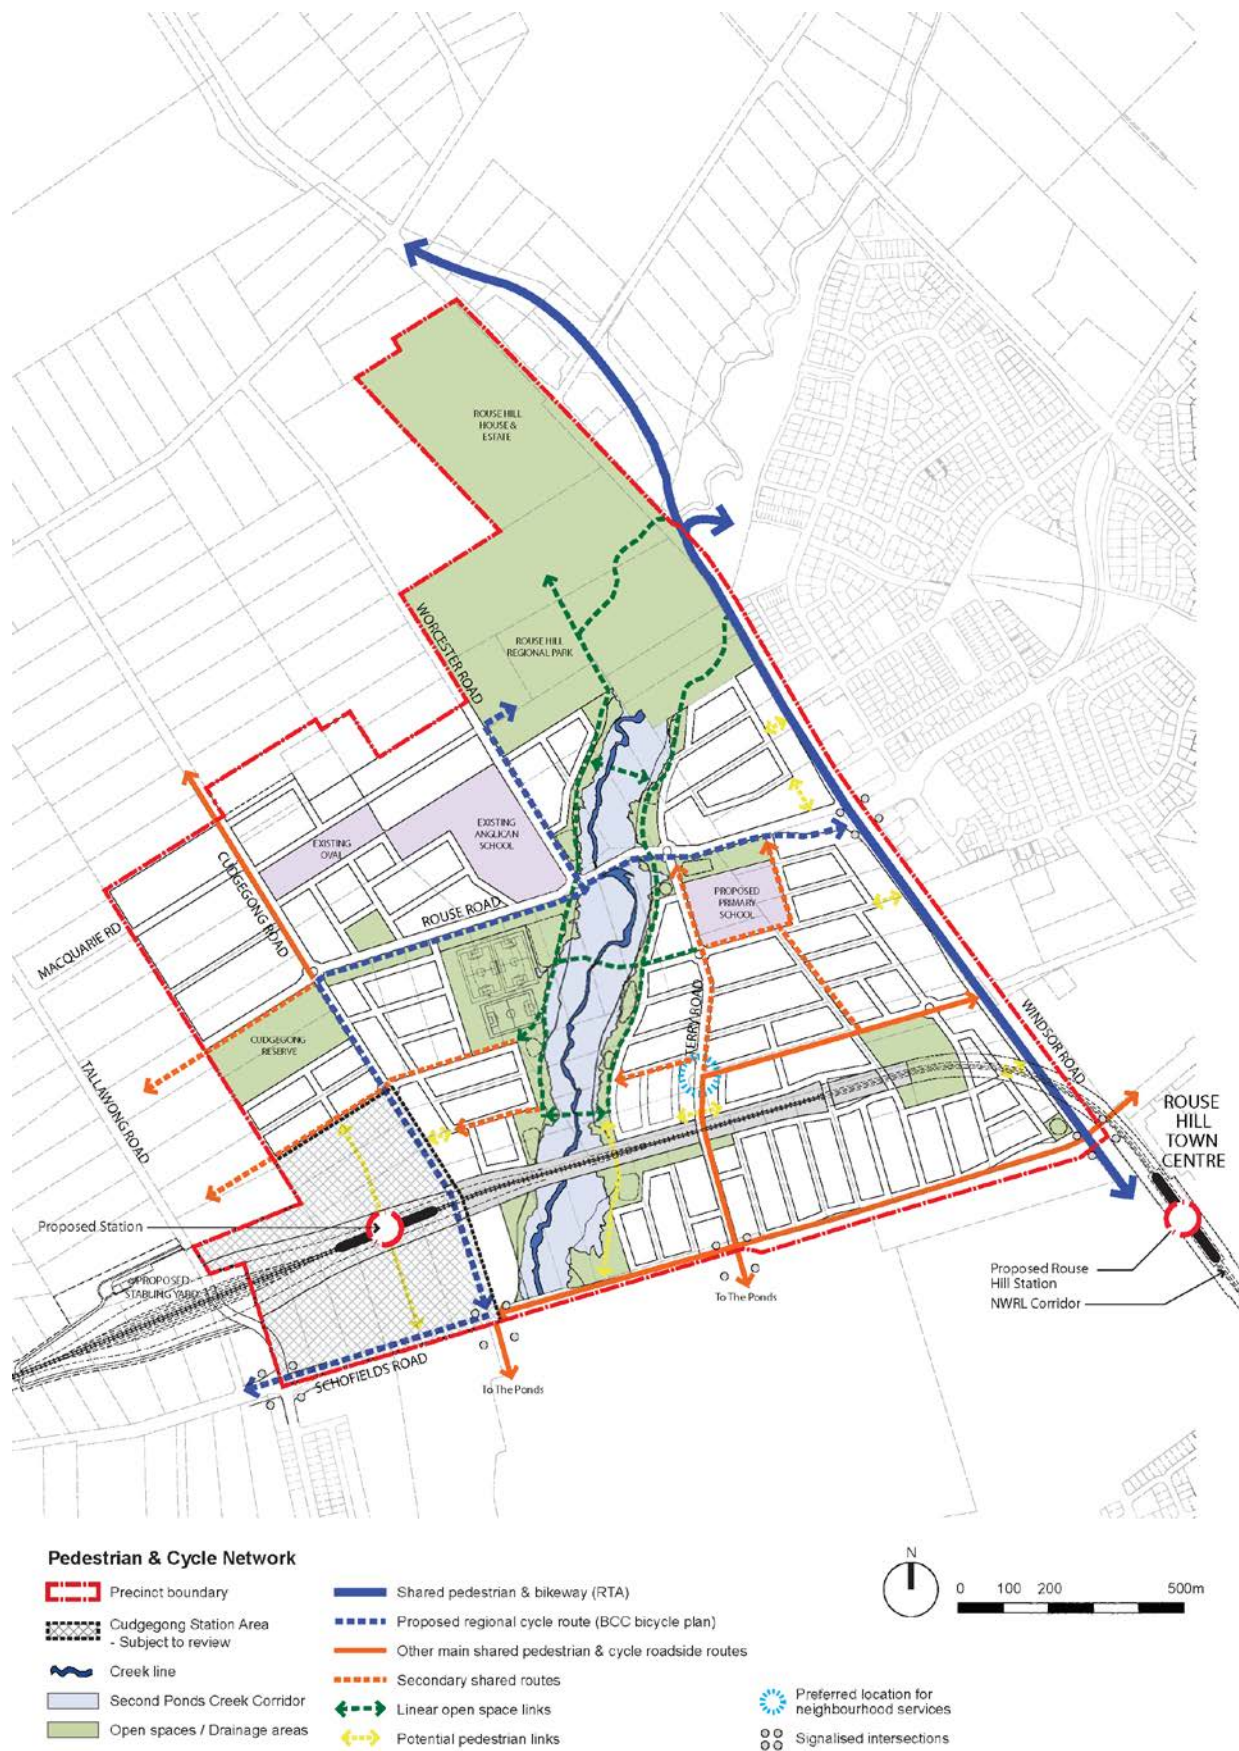 ROUSE HILL
HOUSE &
ESTATE
WORCESTER ROAD
ROUSE HILL
REGIONAL PARK
EXISTING
ANGLICAN
SCHOOL
EXISTING
OVAL
CUDGEGONG ROAD
ROUSE ROAD
PROPOSED
PRIMARY
SCHOOL
MACQUARIE RD
CUDGEGONG
RESERVE
TERRY ROAD
WINDSOR ROAD
TALLAWONG ROAD
ROUSE
HILL
TOWN
CENTRE
Proposed Station
PROPOSED
STABLING YARD
Proposed Rouse
Hill Station
NWRL Corridor
To The Ponds
SCHOFIELDS ROAD
To The Ponds
Pedestrian & Cycle Network
Precinct boundary
Cudgegong Station Area
- Subject to review
Creek line
Second Ponds Creek Corridor
Open spaces / Drainage areas
Shared pedestrian & bikeway (RTA)
Proposed regional cycle route (BCC bicycle plan)
Other main shared pedestrian & cycle roadside routes
Secondary shared routes
Linear open space links
Potential pedestrian links
Preferred location for
neighbourhood services
Signalised intersections
N
0 100 200 500m